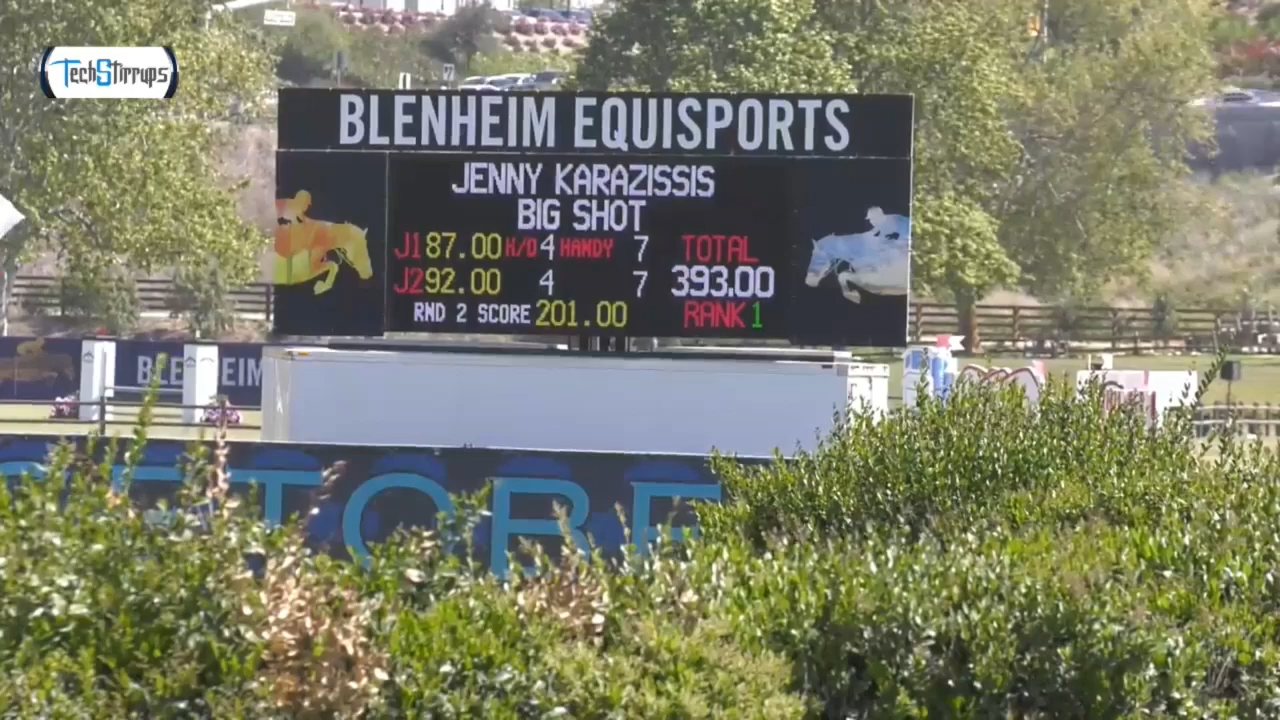 TechStirrups
BLENHEIM EQUISPORTS
JENNY KARAZISSIS
BIG SHOT
J1 87.00 H/O 4 HANDY 7 TOTAL
J2 92.00 4 7 393.00
RND 2 SCORE 201.00 RANK 1
BLENHEIM